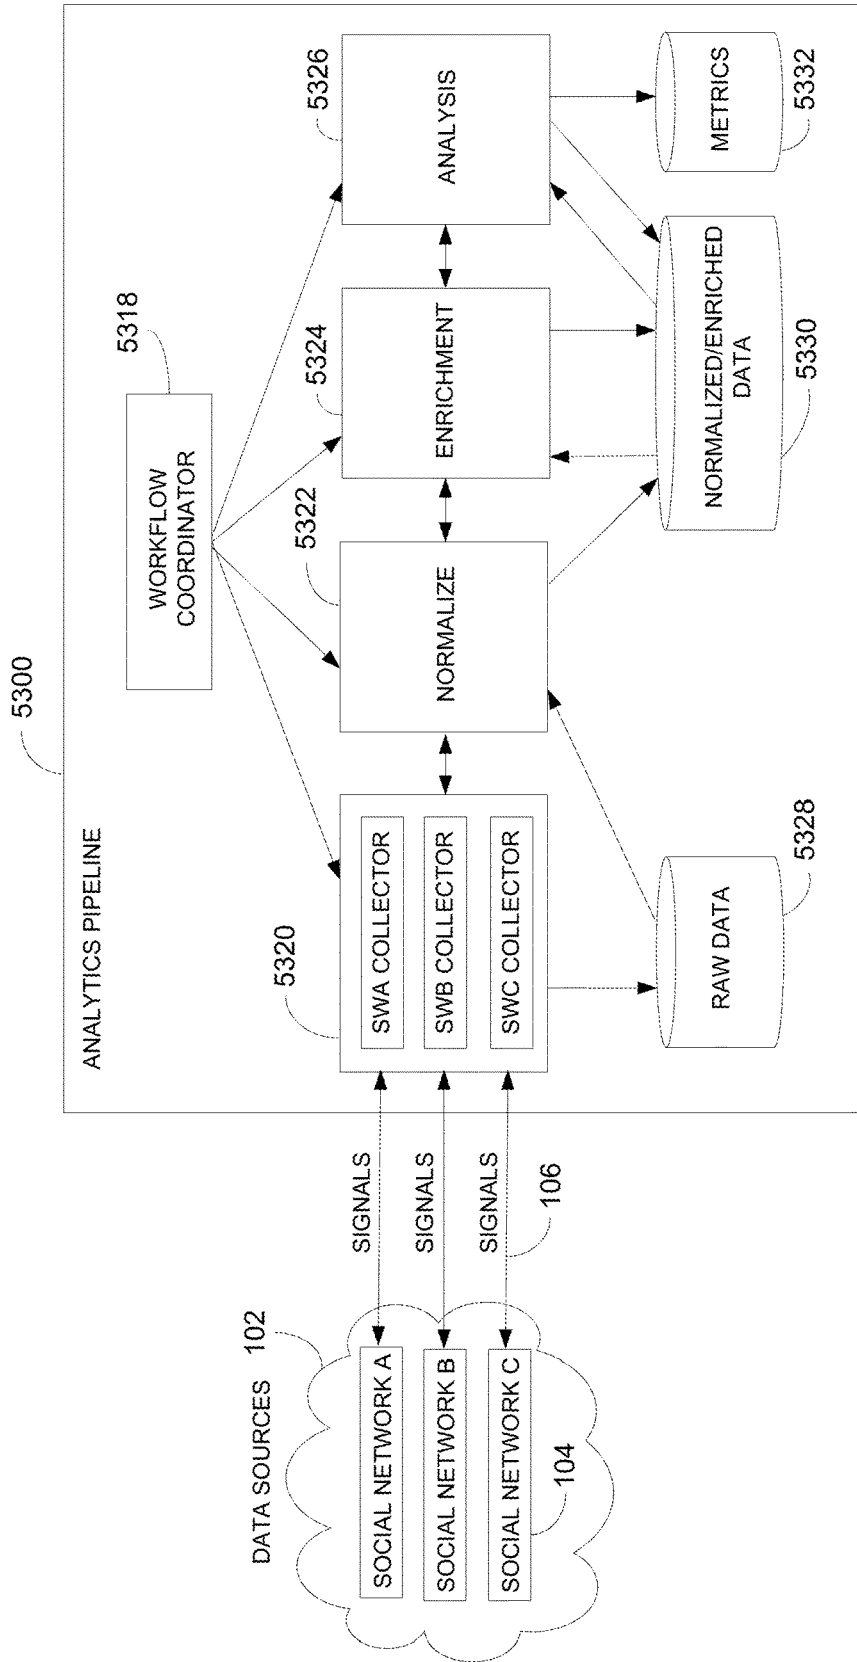 5300
ANALYTICS PIPELINE
5318
WORKFLOW
COORDINATOR
DATA SOURCES
102
SOCIAL NETWORK A
SOCIAL NETWORK B
SOCIAL NETWORK C
104
SIGNALS
SIGNALS
SIGNALS
106
5320
SWA COLLECTOR
SWB COLLECTOR
SWC COLLECTOR
5322
NORMALIZE
5324
ENRICHMENT
5326
ANALYSIS
RAW DATA
5328
NORMALIZED/ENRICHED
DATA
5330
METRICS
5332